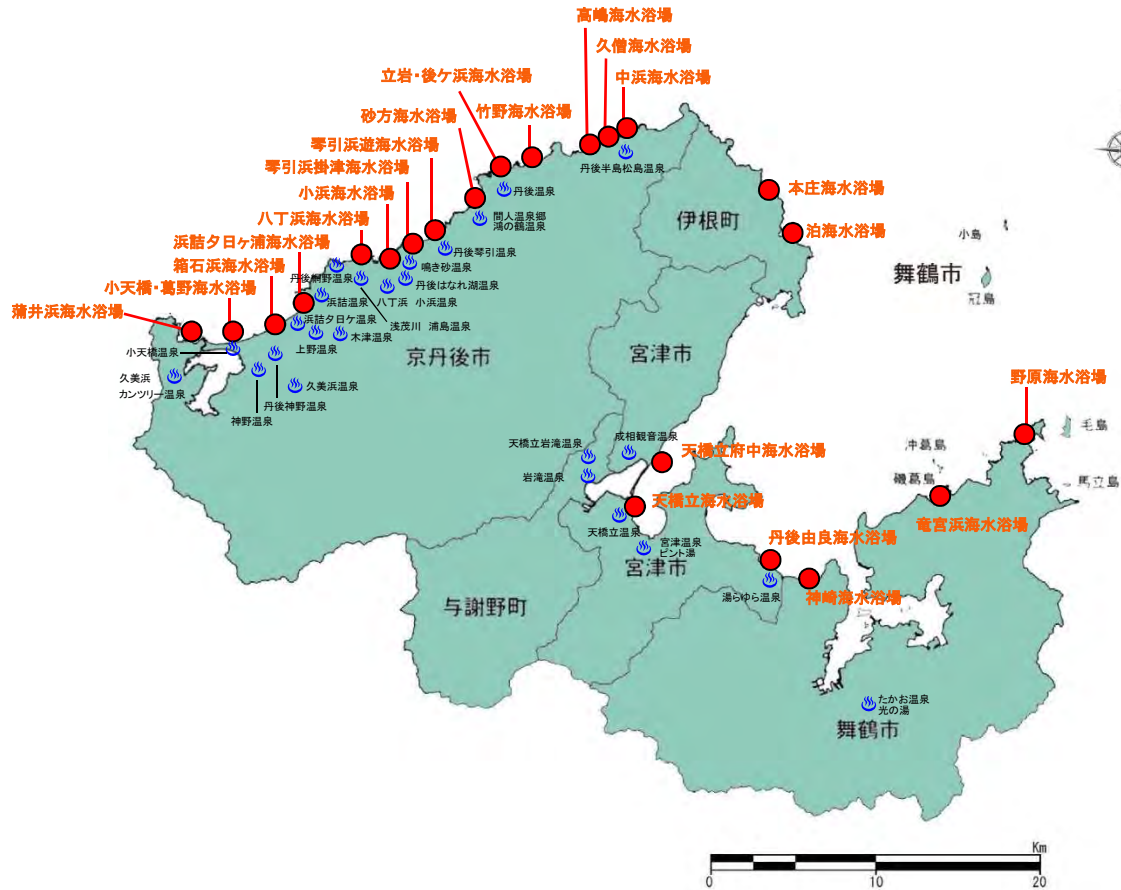 高嶋海水浴場
久僧海水浴場
中浜海水浴場
立岩・後ケ浜海水浴場
竹野海水浴場
砂方海水浴場
琴引浜遊海水浴場
琴引浜掛津海水浴場
小浜海水浴場
八丁浜海水浴場
浜詰夕日ヶ浦海水浴場
箱石浜海水浴場
小天橋・葛野海水浴場
蒲井浜海水浴場
丹後半島松島温泉
丹後温泉
間人温泉郷
鴻の鶴温泉
丹後琴引温泉
鳴き砂温泉
丹後はなれ湖温泉
丹後網野温泉
浜詰温泉
八丁浜 小浜温泉
浅茂川 浦島温泉
浜詰夕日ケ温泉
木津温泉
上野温泉
小天橋温泉
久美浜
カンツリー温泉
久美浜温泉
丹後神野温泉
神野温泉
伊根町
本庄海水浴場
泊海水浴場
小島
舞鶴市
冠島
京丹後市
宮津市
野原海水浴場
毛島
沖葛島
磯葛島
馬立島
竜宮浜海水浴場
天橋立岩滝温泉
成相観音温泉
岩滝温泉
天橋立府中海水浴場
天橋立海水浴場
天橋立温泉
宮津温泉
ピント湯
宮津市
丹後由良海水浴場
湯らゆら温泉
神崎海水浴場
与謝野町
たかお温泉
光の湯
舞鶴市
Km
0
10
20